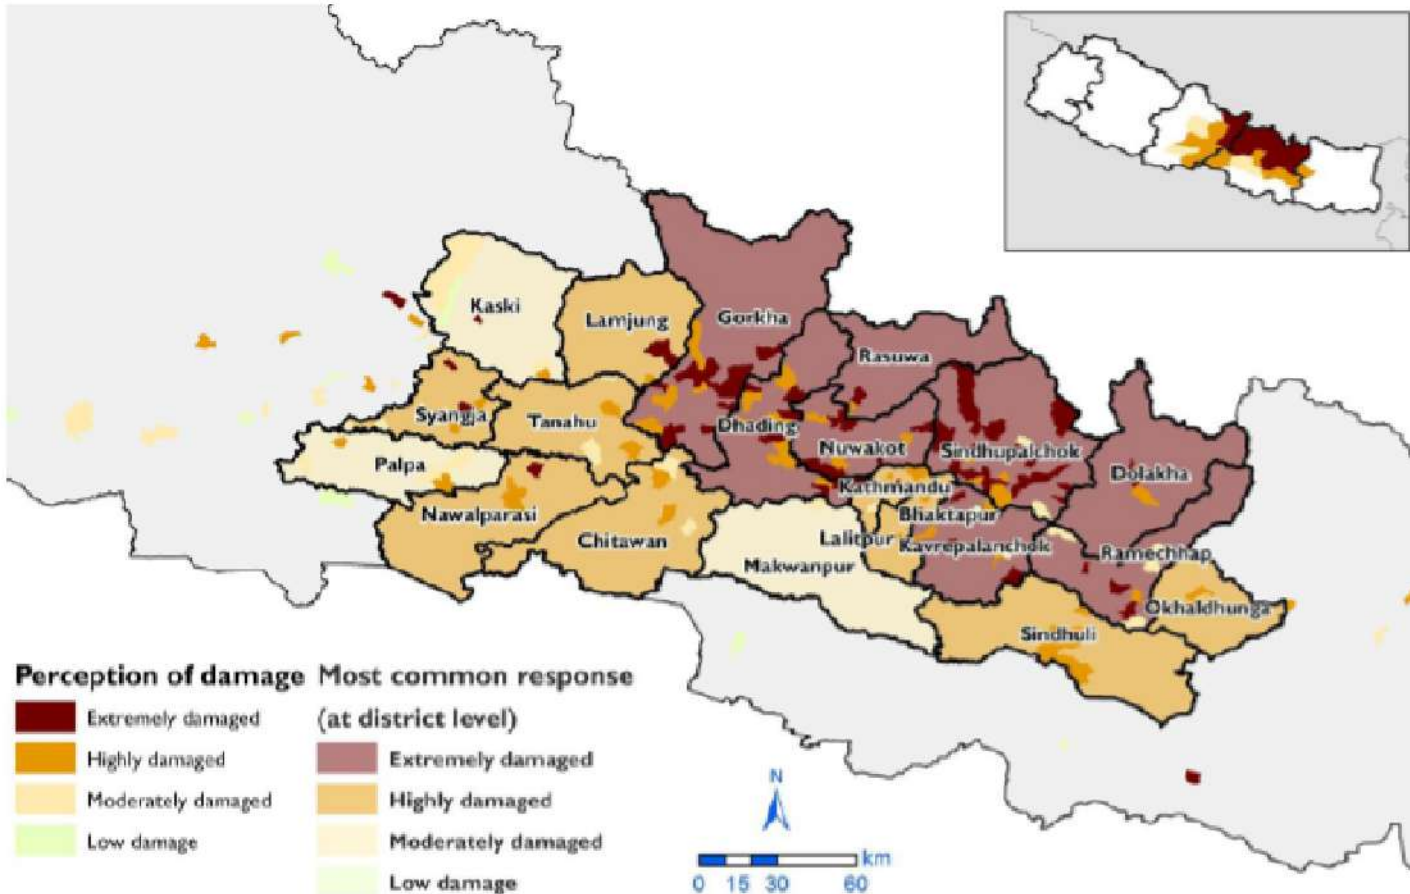 Kaski
Lamjung
Gorkha
Rasuwa
Syangja
Tanahu
Dhading
Nuwakot
Sindhupalchok
Palpa
Dolakha
Kathmandu
Nawalparasi
Bhaktapur
Chitawan
Lalitpur
Kavrepalanchok
Ramechhap
Makwanpur
Okhaldhunga
Sindhuli
Perception of damage
Extremely damaged
Highly damaged
Moderately damaged
Low damage
Most common response
(at district level)
Extremely damaged
Highly damaged
Moderately damaged
Low damage
N
km
0 15 30 60